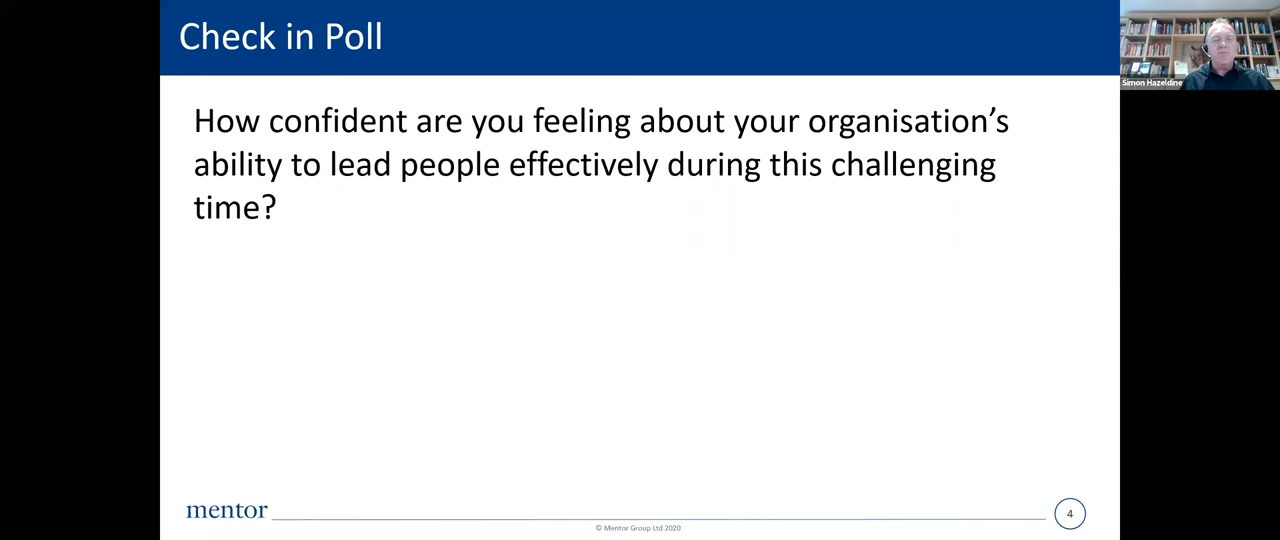 Check in Poll
Simon Hazeldine
How confident are you feeling about your organisation’s
ability to lead people effectively during this challenging
time?
mentor
4
© Mentor Group Ltd 2020